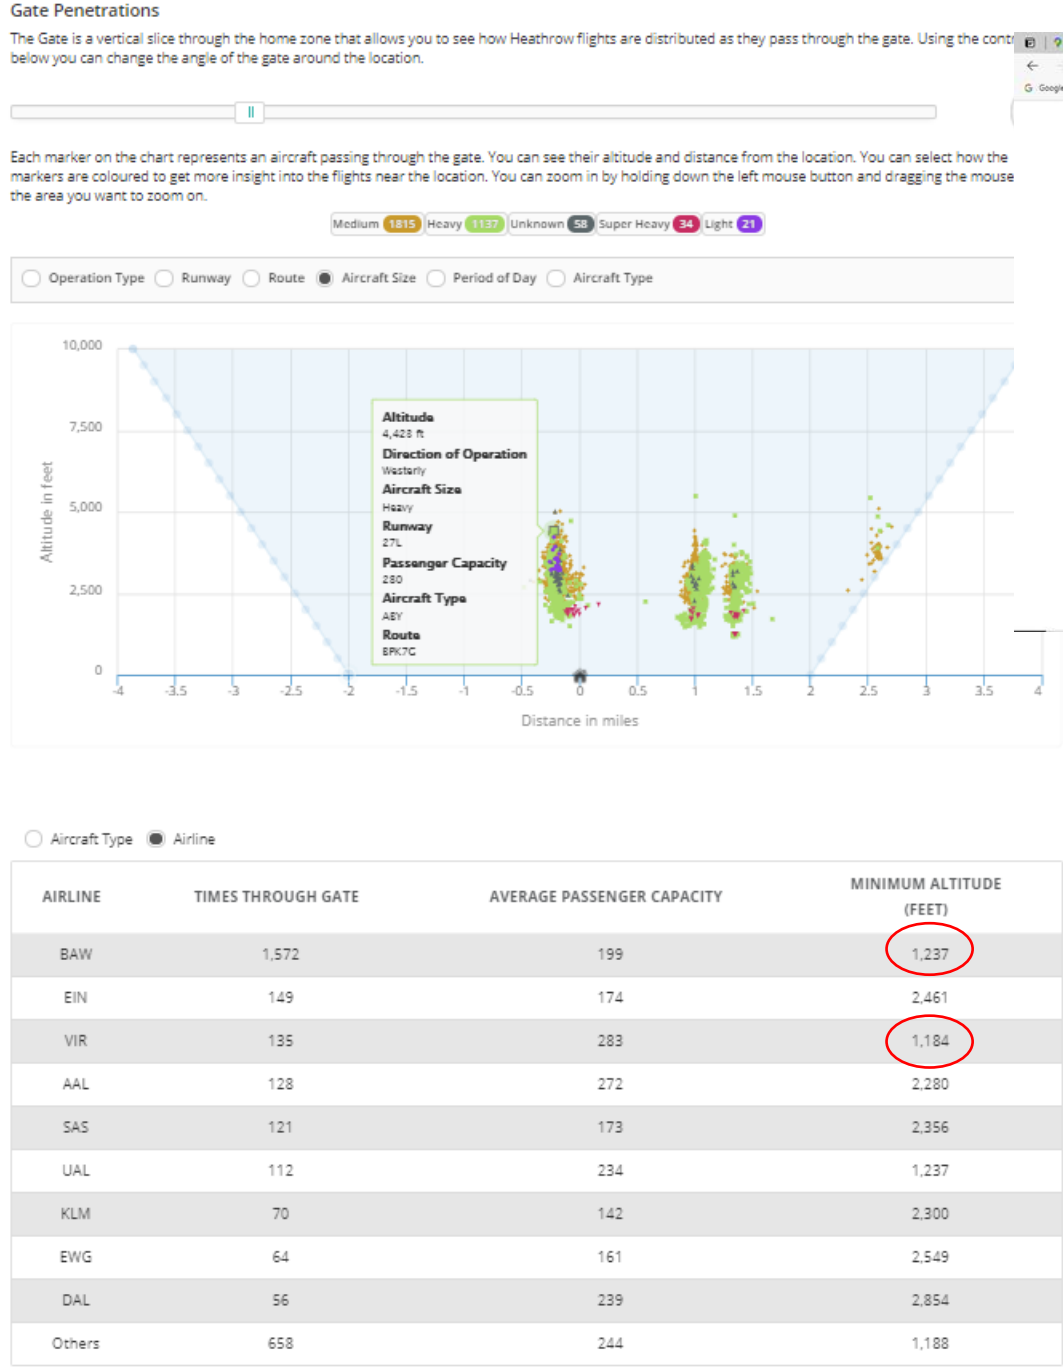 Gate Penetrations
The Gate is a vertical slice through the home zone that allows you to see how Heathrow flights are distributed as they pass through the gate. Using the contr
below you can change the angle of the gate around the location.
G Google
Each marker on the chart represents an aircraft passing through the gate. You can see their altitude and distance from the location. You can select how the
markers are coloured to get more insight into the flights near the location. You can zoom in by holding down the left mouse button and dragging the mouse
the area you want to zoom on.
Medium 1815 Heavy 1137 Unknown 58 Super Heavy 34 Light 21
Operation Type Runway Route Aircraft Size Period of Day Aircraft Type
10,000
7,500
5,000
2,500
0
Altitude in feet
Altitude
4,428 ft
Direction of Operation
Westerly
Aircraft Size
Heavy
Runway
27L
Passenger Capacity
280
Aircraft Type
Route
BPK7G
-4 -3.5 -3 -2.5 -2 -1.5 -1 -0.5 0 0.5 1 1.5 2 2.5 3 3.5 4
Distance in miles
Aircraft Type Airline
AIRLINE TIMES THROUGH GATE AVERAGE PASSENGER CAPACITY MINIMUM ALTITUDE (FEET)
BAW 1,572 199 1,237
EIN 149 174 2,461
VIR 135 283 1,184
AAL 128 272 2,280
SAS 121 173 2,356
UAL 112 234 1,237
KLM 70 142 2,300
EWG 64 161 2,549
DAL 56 239 2,854
Others 658 244 1,188